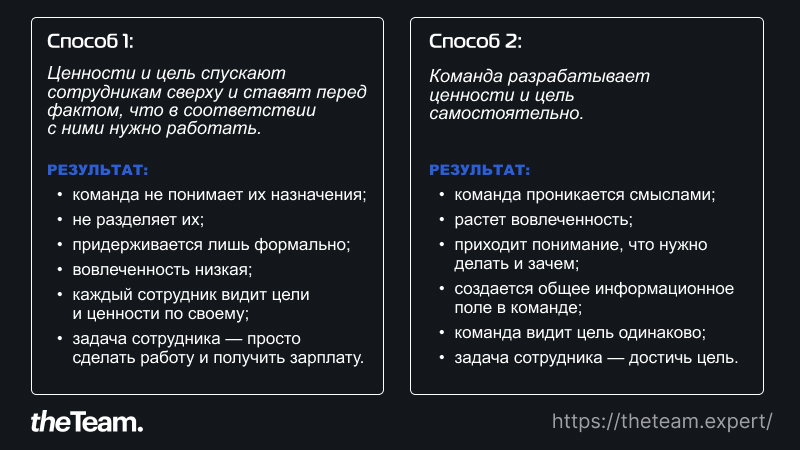 Способ 1:
Ценности и цель спускают
сотрудникам сверху и ставят перед
фактом, что в соответствии
с ними нужно работать.
РЕЗУЛЬТАТ:
• команда не понимает их назначения;
• не разделяет их;
• придерживается лишь формально;
• вовлеченность низкая;
• каждый сотрудник видит цели
и ценности по своему;
• задача сотрудника — просто
сделать работу и получить зарплату.
Способ 2:
Команда разрабатывает
ценности и цель
самостоятельно.
РЕЗУЛЬТАТ:
• команда проникается смыслами;
• растет вовлеченность;
• приходит понимание, что нужно
делать и зачем;
• создается общее информационное
поле в команде;
• команда видит цель одинаково;
• задача сотрудника — достичь цель.
theTeam.
https://theteam.expert/